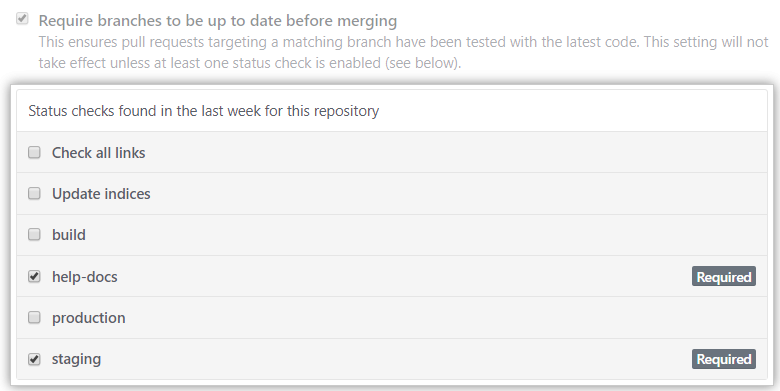 Require branches to be up to date before merging
This ensures pull requests targeting a matching branch have been tested with the latest code. This setting will not
take effect unless at least one status check is enabled (see below).
Status checks found in the last week for this repository
Check all links
Update indices
build
help-docs Required
production
staging Required